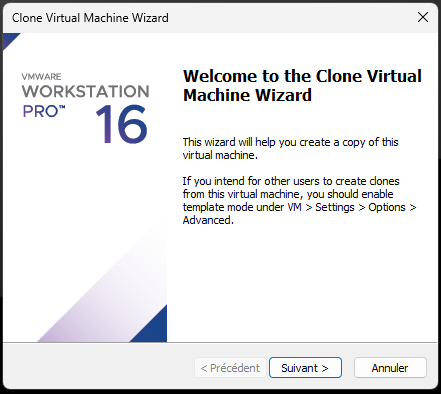 Clone Virtual Machine Wizard
VMWARE
WORKSTATION
PRO™ 16
Welcome to the Clone Virtual
Machine Wizard
This wizard will help you create a copy of this
virtual machine.
If you intend for other users to create clones
from this virtual machine, you should enable
template mode under VM > Settings > Options >
Advanced.
< Précédent Suivant > Annuler